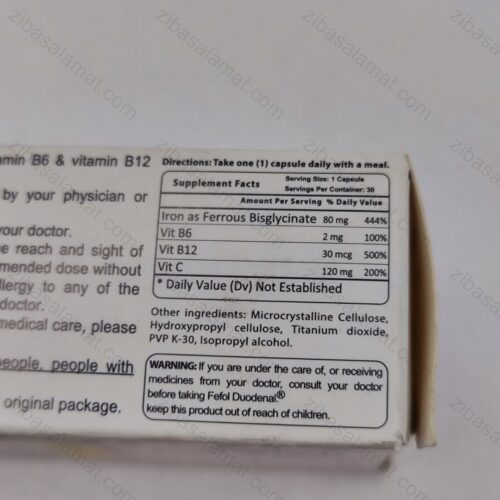 amin B6 & vitamin B12
by your physician or
your doctor.
e reach and sight of
mended dose without
llergy to any of the
doctor.
medical care, please
people, people with
original package.
Directions: Take one (1) capsule daily with a meal.
Supplement Facts
Serving Size: 1 Capsule
Servings Per Container: 30
Amount Per Serving % Daily Value
Iron as Ferrous Bisglycinate 80 mg 444%
Vit B6 2 mg 100%
Vit B12 30 mcg 500%
Vit C 120 mg 200%
* Daily Value (Dv) Not Established
Other ingredients: Microcrystalline Cellulose,
Hydroxypropyl cellulose, Titanium dioxide,
PVP K-30, Isopropyl alcohol.
WARNING: If you are under the care of, or receiving
medicines from your doctor, consult your doctor
before taking Fefol Duodenal.®
keep this product out of reach of children.
zibasalamat.com